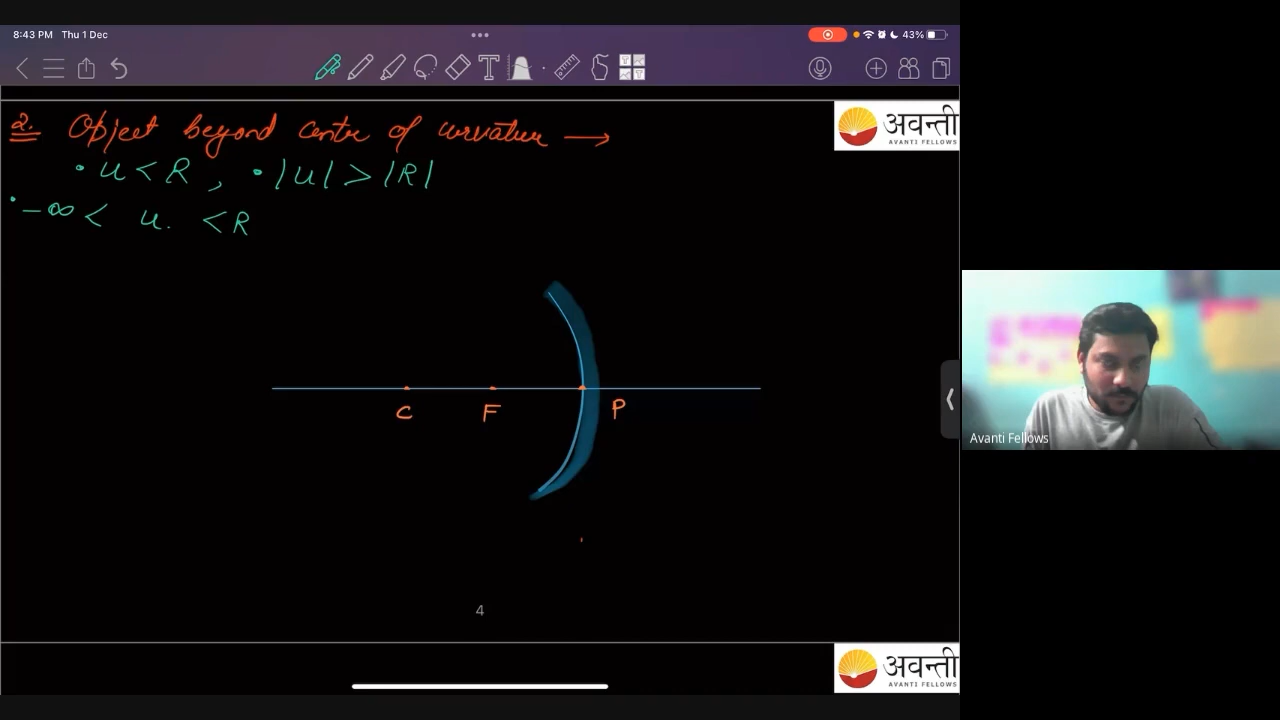 8:43 PM Thu 1 Dec
43%
2. Object beyond centre of curvature →
• u < R , • |u| > |R|
• -∞ < u. < R
अवन्ती
AVANTI FELLOWS
C F P
4
अवन्ती
AVANTI FELLOWS
Avanti Fellows